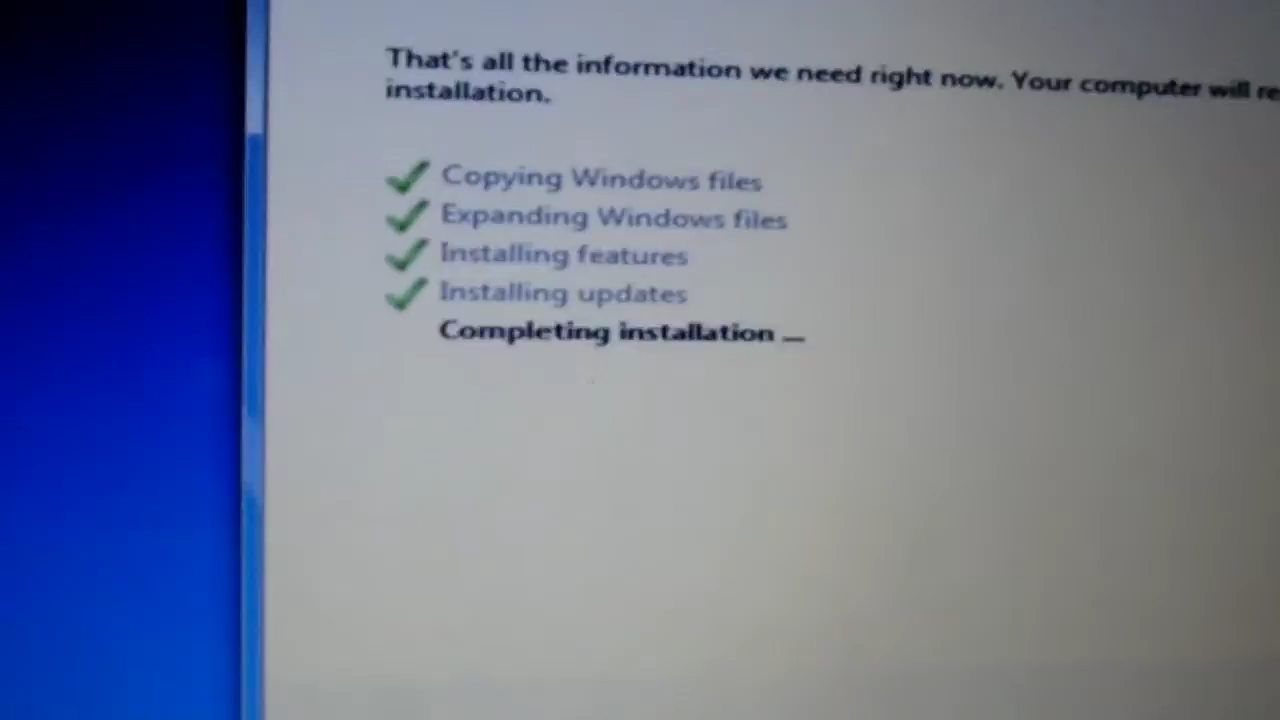 That's all the information we need right now. Your computer will re
installation.
Copying Windows files
Expanding Windows files
Installing features
Installing updates
Completing installation ...